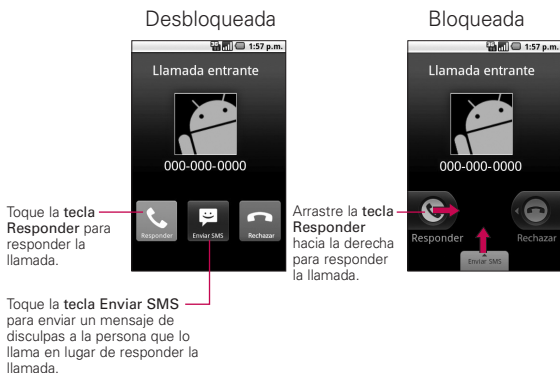 Desbloqueada
1:57 p.m.
Llamada entrante
000-000-0000
Responder
Enviar SMS
Rechazar
Toque la tecla
Responder para
responder la
llamada.
Toque la tecla Enviar SMS
para enviar un mensaje de
disculpas a la persona que lo
llama en lugar de responder la
llamada.
Bloqueada
1:57 p.m.
Llamada entrante
000-000-0000
Responder
Rechazar
Enviar SMS
Arrastre la tecla
Responder
hacia la derecha
para responder
la llamada.